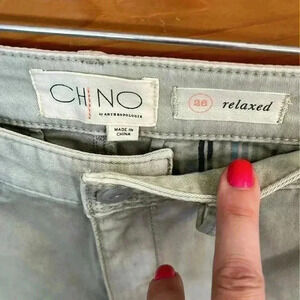 CHINO
by ANTHROPOLOGIE
MADE IN
CHINA
26 relaxed